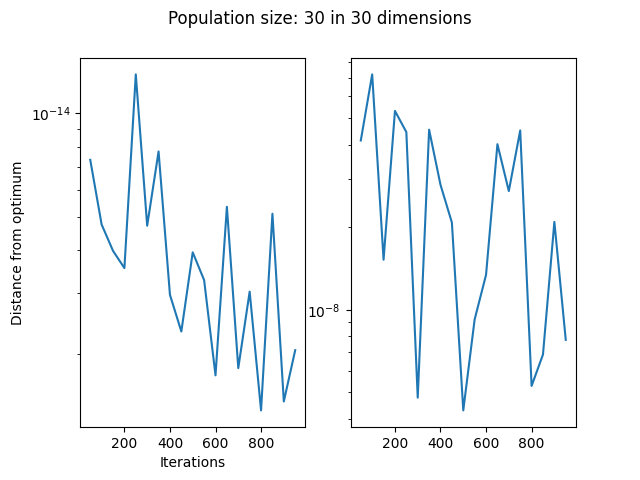 Population size: 30 in 30 dimensions
Distance from optimum
10⁻¹⁴
200 400 600 800
Iterations
10⁻⁸
200 400 600 800